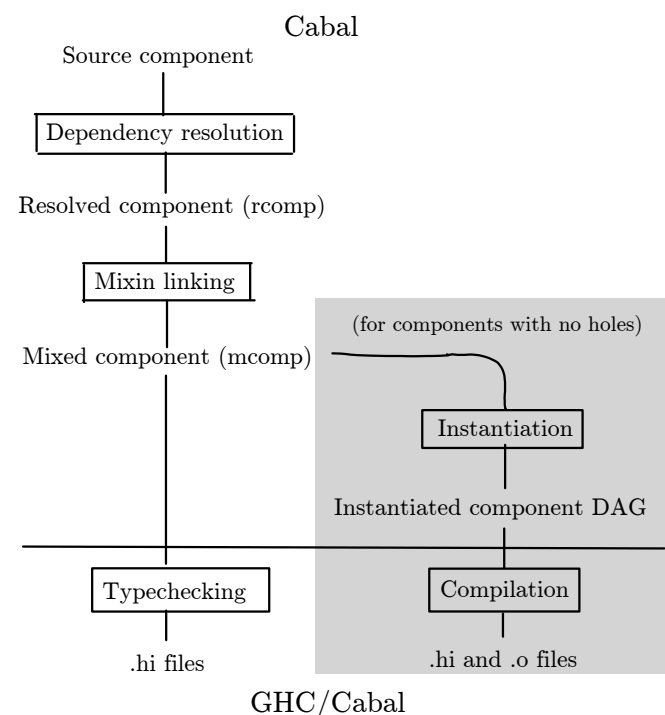 Cabal
Source component
Dependency resolution
Resolved component (rcomp)
Mixin linking
(for components with no holes)
Mixed component (mcomp)
Instantiation
Instantiated component DAG
Typechecking
Compilation
.hi files
.hi and .o files
GHC/Cabal